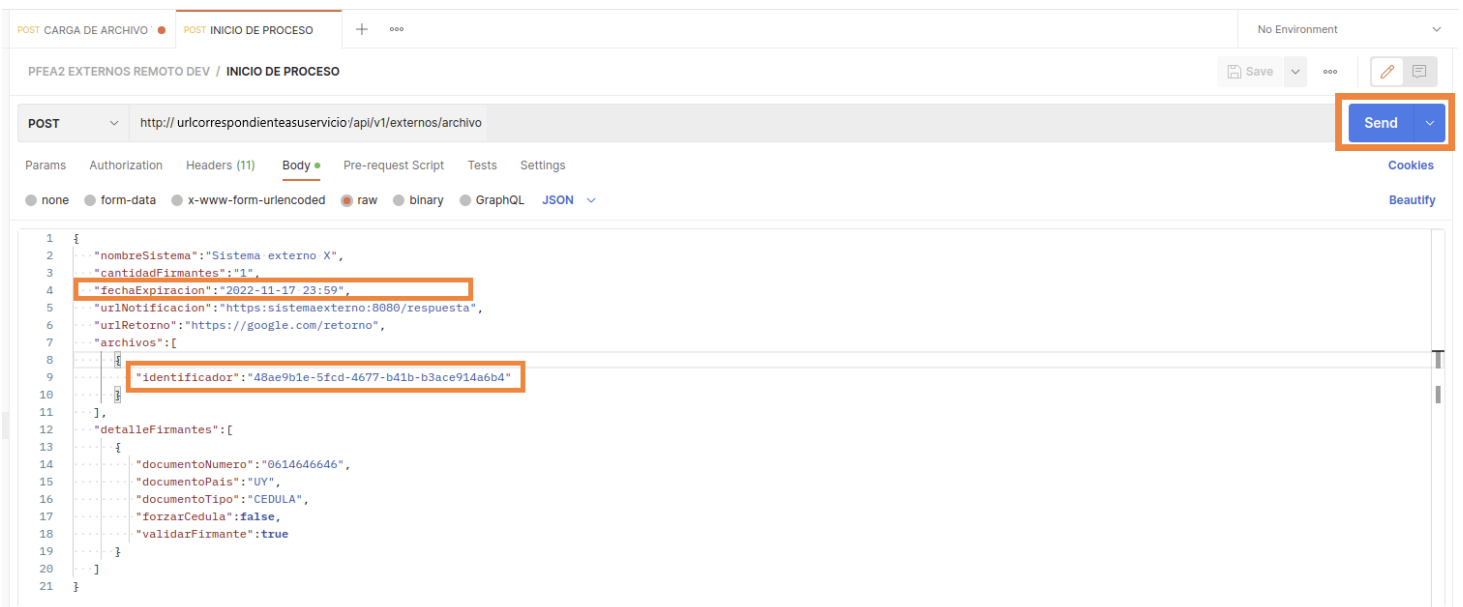 POST CARGA DE ARCHIVO POST INICIO DE PROCESO No Environment
PFEA2 EXTERNOS REMOTO DEV / INICIO DE PROCESO Save
POST http:// urlcorrespondienteasuservicio/api/v1/externos/archivo Send
Params Authorization Headers (11) Body Pre-request Script Tests Settings Cookies
none form-data x-www-form-urlencoded raw binary GraphQL JSON Beautify
1 {
2 "nombreSistema":"Sistema externo X",
3 "cantidadFirmantes":"1",
4 "fechaExpiracion":"2022-11-17 23:59",
5 "urlNotificacion":"https:sistemaexterno:8080/respuesta",
6 "urlRetorno":"https://google.com/retorno",
7 "archivos":[
8 {
9 "identificador":"48ae9b1e-5fcd-4677-b41b-b3ace914a6b4"
10 }
11 ],
12 "detalleFirmantes":[
13 {
14 "documentoNumero":"0614646646",
15 "documentoPais":"UY",
16 "documentoTipo":"CEDULA",
17 "forzarCedula":false,
18 "validarFirmante":true
19 }
20 ]
21 }